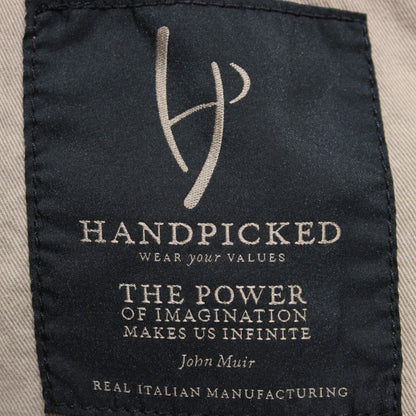 HANDPICKED
WEAR your VALUES
THE POWER
OF IMAGINATION
MAKES US INFINITE
John Muir
REAL ITALIAN MANUFACTURING